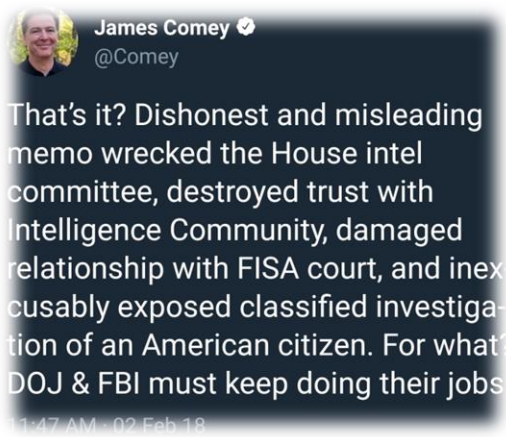 James Comey
@Comey
That's it? Dishonest and misleading
memo wrecked the House intel
committee, destroyed trust with
Intelligence Community, damaged
relationship with FISA court, and inex-
cusably exposed classified investiga-
tion of an American citizen. For what?
DOJ & FBI must keep doing their jobs
11:47 AM · 02 Feb 18